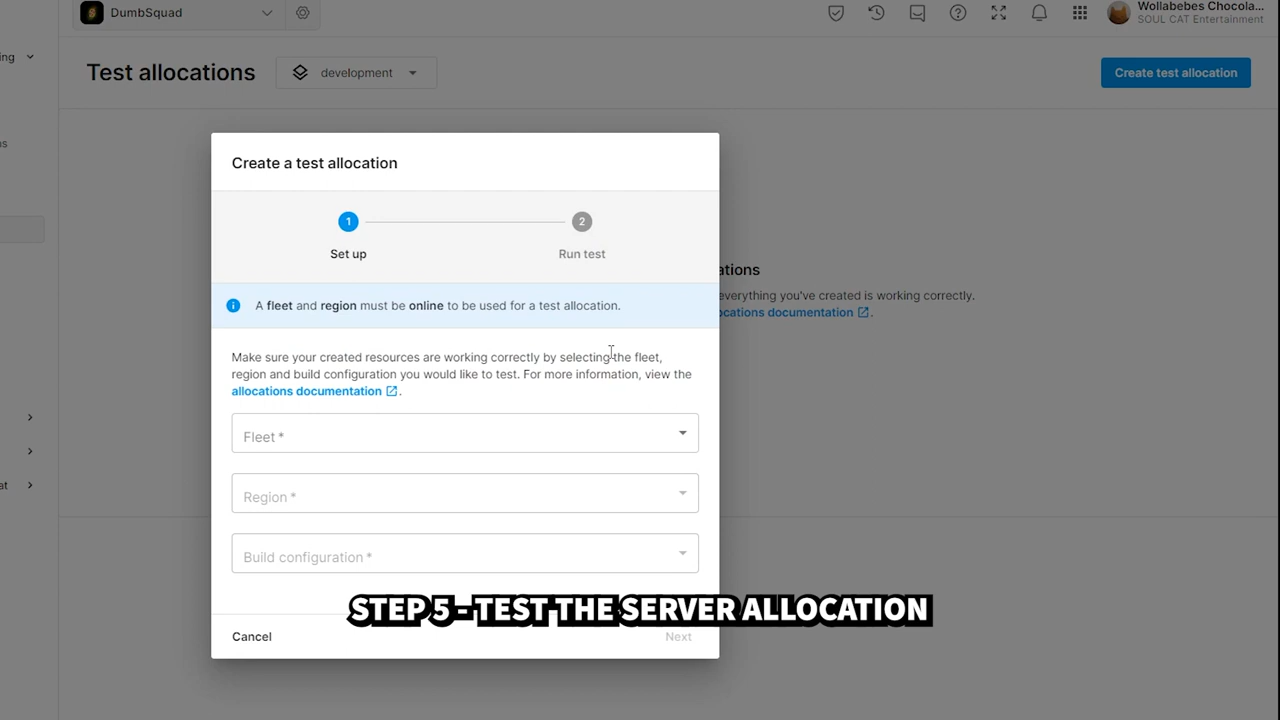 DumbSquad
Wollabebes Chocola...
SOUL CAT Entertainment
ing
Test allocations
development
Create test allocation
ns
Create a test allocation
1
2
Set up
Run test
ations
A fleet and region must be online to be used for a test allocation.
everything you've created is working correctly.
ocations documentation.
Make sure your created resources are working correctly by selecting the fleet,
region and build configuration you would like to test. For more information, view the
allocations documentation.
Fleet *
Region *
at
Build configuration *
STEP 5 - TEST THE SERVER ALLOCATION
Cancel
Next